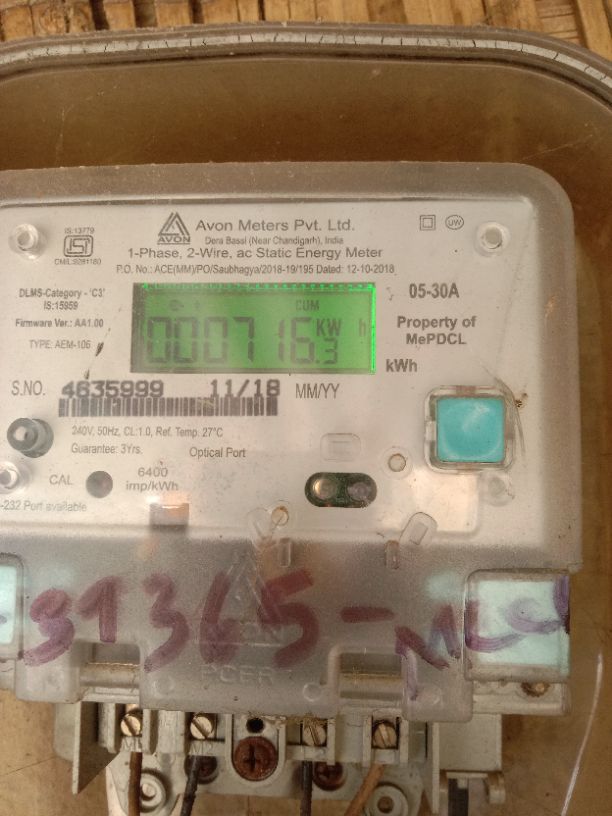 IS:13779
AVON
Avon Meters Pvt. Ltd.
UW
Dera Bassi (Near Chandigarh), India
CM/L:9281180
1-Phase, 2-Wire, ac Static Energy Meter
P.O. No.: ACE(MM)/PO/Saubhagya/2018-19/195 Dated: 12-10-2018
DLMS-Category - 'C3'
IS:15959
Firmware Ver.: AA1.00
TYPE: AEM-106
CUM
000716.3 KW h
05-30A
Property of
MePDCL
kWh
S.NO. 4635999 11/18 MM/YY
240V, 50Hz, CL:1.0, Ref. Temp. 27°C
Guarantee: 3Yrs.
Optical Port
CAL
6400
imp/kWh
-232 Port available
31365-